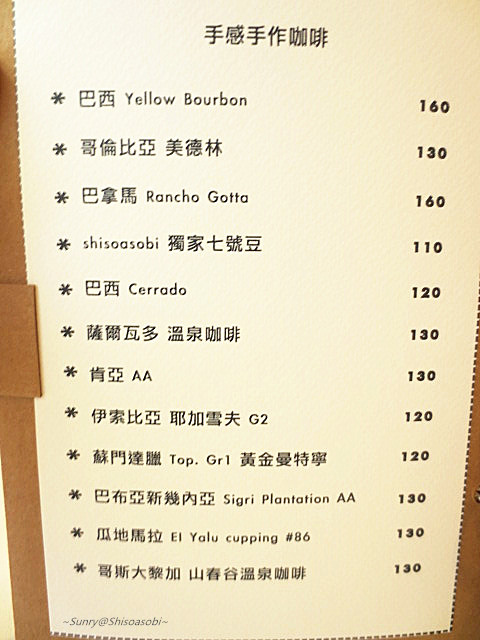 手感手作咖啡
* 巴西 Yellow Bourbon 160
* 哥倫比亞 美德林 130
* 巴拿馬 Rancho Gotta 160
* shisoasobi 獨家七號豆 110
* 巴西 Cerrado 120
* 薩爾瓦多 溫泉咖啡 130
* 肯亞 AA 130
* 伊索比亞 耶加雪夫 G2 120
* 蘇門達臘 Top. Gr1 黃金曼特寧 120
* 巴布亞新幾內亞 Sigri Plantation AA 130
* 瓜地馬拉 El Yalu cupping #86 130
* 哥斯大黎加 山春谷溫泉咖啡 130
~Sunry@Shisoasobi~